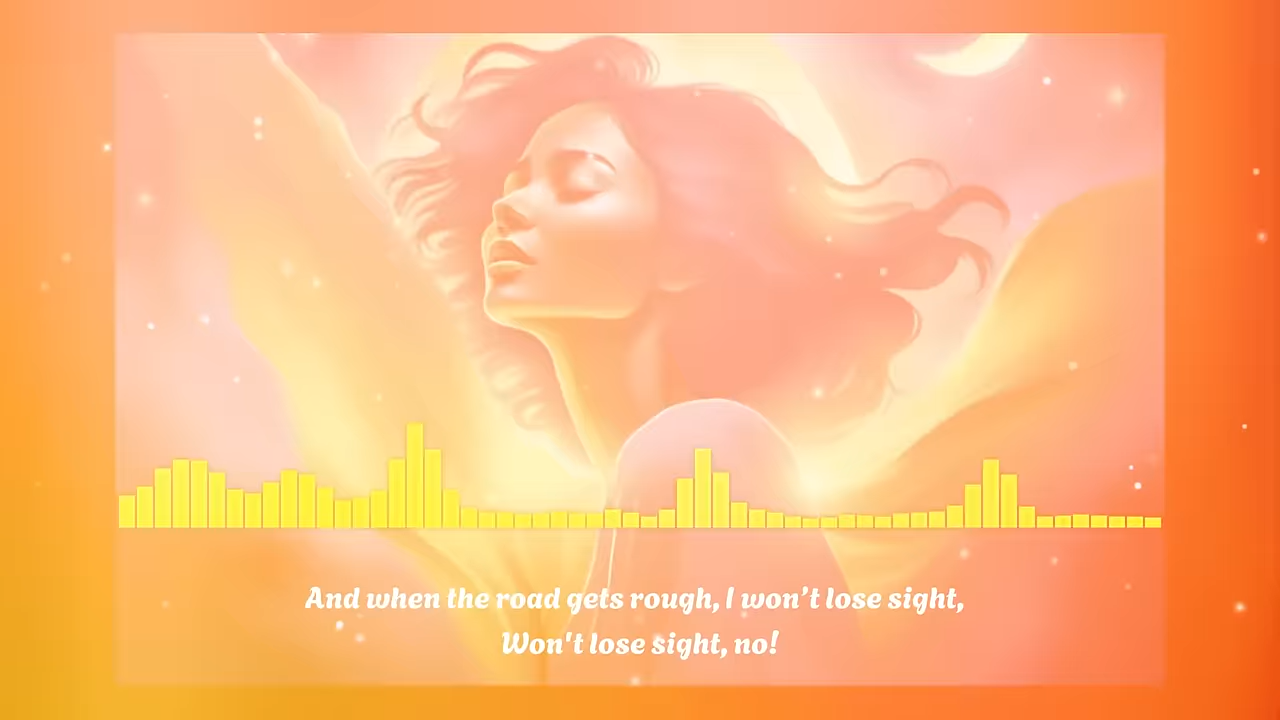 And when the road gets rough, I won’t lose sight,
Won't lose sight, no!